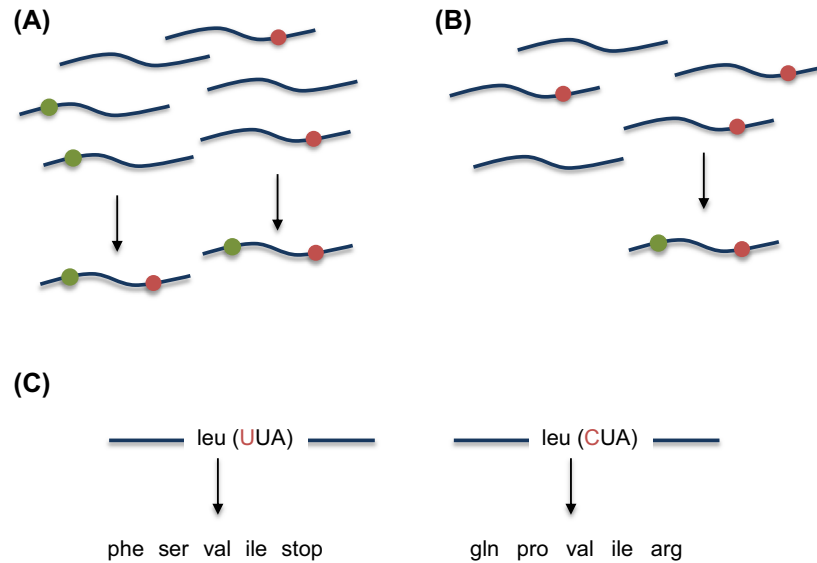 (A)
(B)
(C)
leu (UUA)
leu (CUA)
phe ser val ile stop
gln pro val ile arg